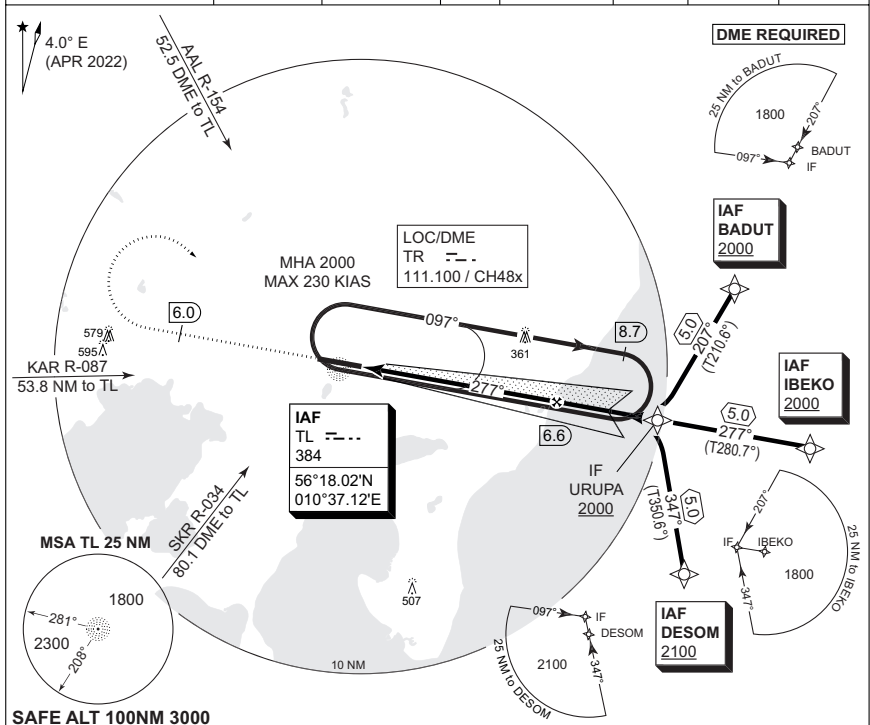 4.0° E
(APR 2022)
AAL R-154
52.5 DME to TL
DME REQUIRED
25 NM to BADUT
1800
207°
097°
BADUT
IF
IAF
BADUT
2000
LOC/DME
TR
111.100 / CH48x
MHA 2000
MAX 230 KIAS
097°
8.7
5.0
207°
(T210.6°)
6.0
579
595
361
KAR R-087
53.8 NM to TL
277°
6.6
IAF
IBEKO
2000
5.0
277°
(T280.7°)
IAF
TL
384
56°18.02'N
010°37.12'E
IF
URUPA
2000
5.0
347°
(T350.6°)
207°
IF
IBEKO
1800
347°
25 NM to IBEKO
SKR R-034
80.1 DME to TL
MSA TL 25 NM
1800
281°
2300
208°
507
097°
IF
DESOM
2100
347°
25 NM to DESOM
IAF
DESOM
2100
10 NM
SAFE ALT 100NM 3000